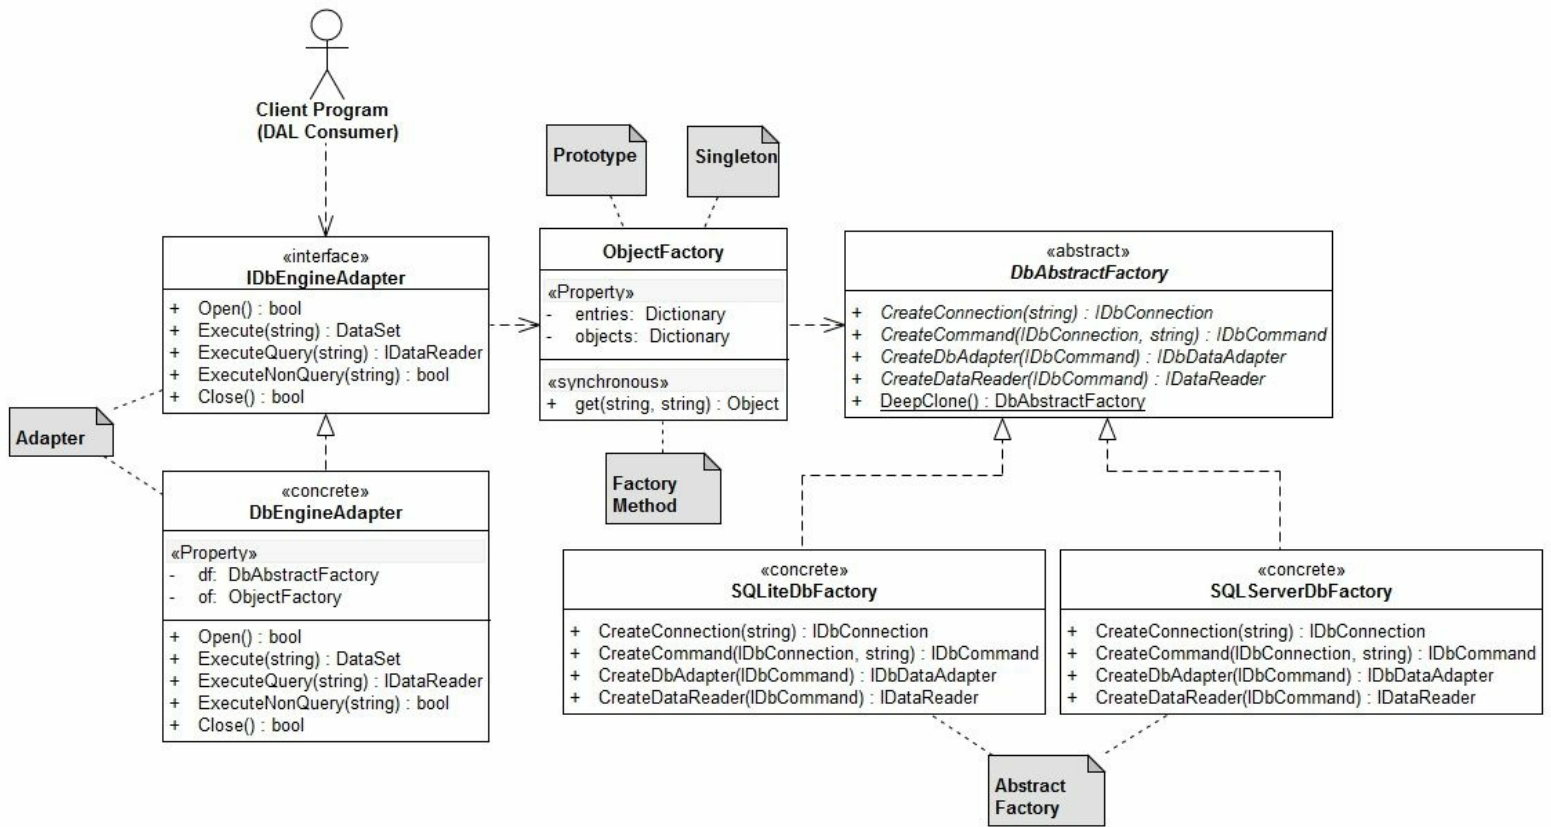 Client Program
(DAL Consumer)
Prototype
Singleton
«interface»
IDbEngineAdapter
+ Open() : bool
+ Execute(string) : DataSet
+ ExecuteQuery(string) : IDataReader
+ ExecuteNonQuery(string) : bool
+ Close() : bool
ObjectFactory
«Property»
- entries: Dictionary
- objects: Dictionary
«synchronous»
+ get(string, string) : Object
«abstract»
DbAbstractFactory
+ CreateConnection(string) : IDbConnection
+ CreateCommand(IDbConnection, string) : IDbCommand
+ CreateDbAdapter(IDbCommand) : IDbDataAdapter
+ CreateDataReader(IDbCommand) : IDataReader
+ DeepClone() : DbAbstractFactory
Adapter
Factory
Method
«concrete»
DbEngineAdapter
«Property»
- df: DbAbstractFactory
- of: ObjectFactory
+ Open() : bool
+ Execute(string) : DataSet
+ ExecuteQuery(string) : IDataReader
+ ExecuteNonQuery(string) : bool
+ Close() : bool
«concrete»
SQLiteDbFactory
+ CreateConnection(string) : IDbConnection
+ CreateCommand(IDbConnection, string) : IDbCommand
+ CreateDbAdapter(IDbCommand) : IDbDataAdapter
+ CreateDataReader(IDbCommand) : IDataReader
«concrete»
SQLServerDbFactory
+ CreateConnection(string) : IDbConnection
+ CreateCommand(IDbConnection, string) : IDbCommand
+ CreateDbAdapter(IDbCommand) : IDbDataAdapter
+ CreateDataReader(IDbCommand) : IDataReader
Abstract
Factory